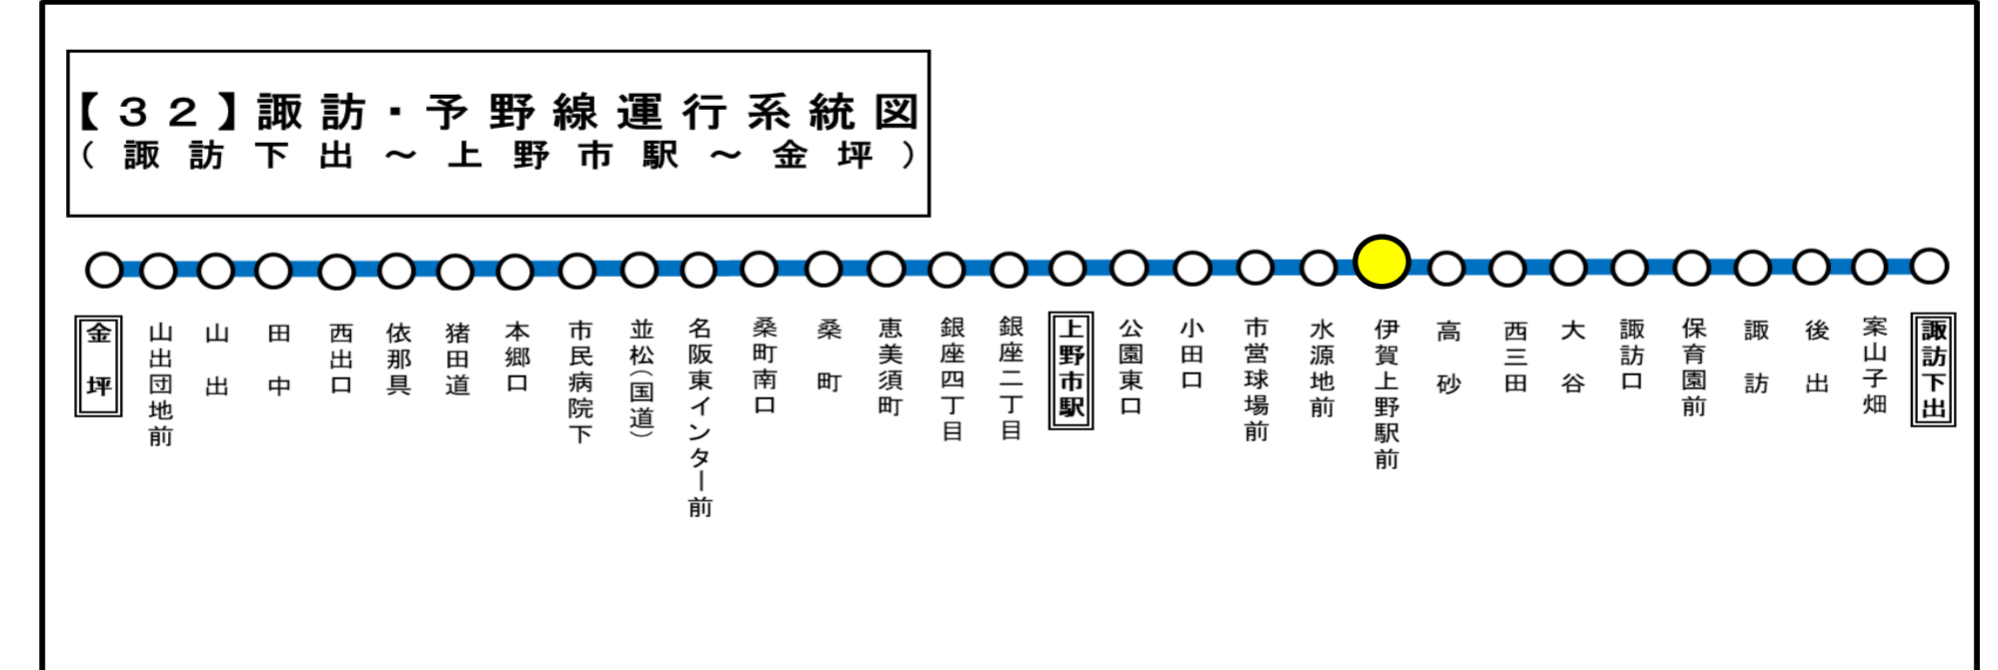 【３２】諏訪・予野線運行系統図
(諏訪下出～上野市駅～金坪)
金坪
山出団地前
山出
田中
西出口
依那具
猪田道
本郷口
市民病院下
並松(国道)
名阪東インター前
桑町南口
桑町
恵美須町
銀座四丁目
銀座二丁目
上野市駅
公園東口
小田口
市営球場前
水源地前
伊賀上野駅前
高砂
西三田
大谷
諏訪口
保育園前
諏訪
後出
案山子畑
諏訪下出